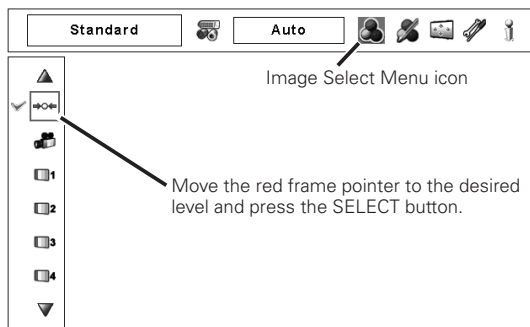 Standard
Auto
Image Select Menu icon
Move the red frame pointer to the desired
level and press the SELECT button.
1
2
3
4